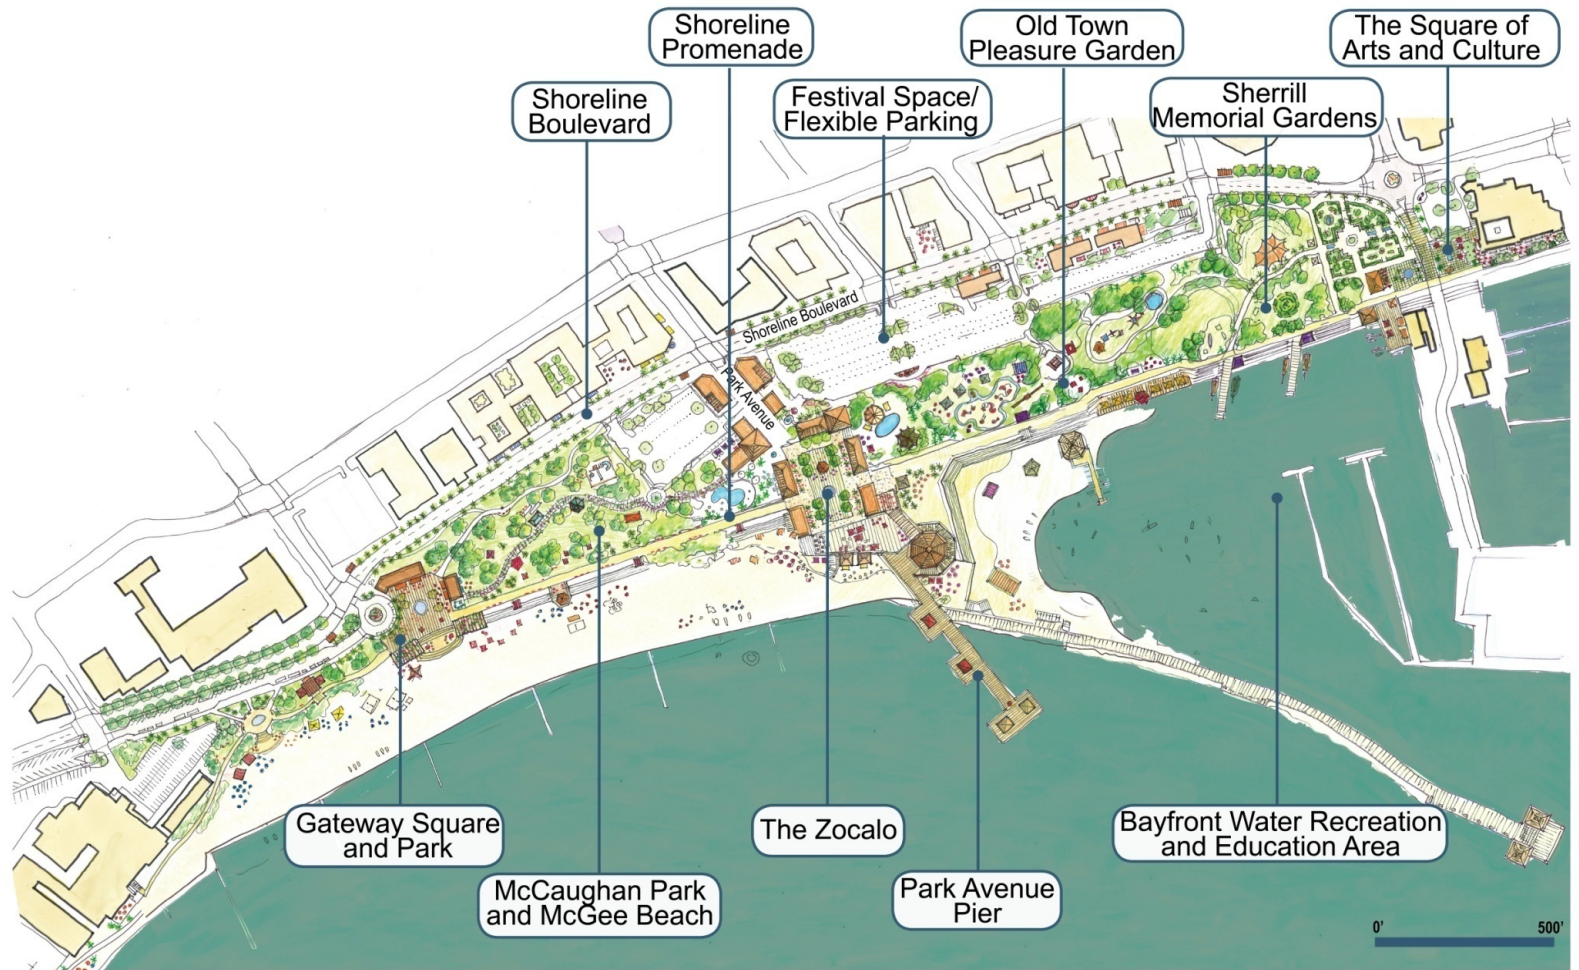 Shoreline
Promenade
Old Town
Pleasure Garden
The Square of
Arts and Culture
Shoreline
Boulevard
Festival Space/
Flexible Parking
Sherrill
Memorial Gardens
Shoreline Boulevard
Park Avenue
Gateway Square
and Park
The Zocalo
Bayfront Water Recreation
and Education Area
McCaughan Park
and McGee Beach
Park Avenue
Pier
0' 500'